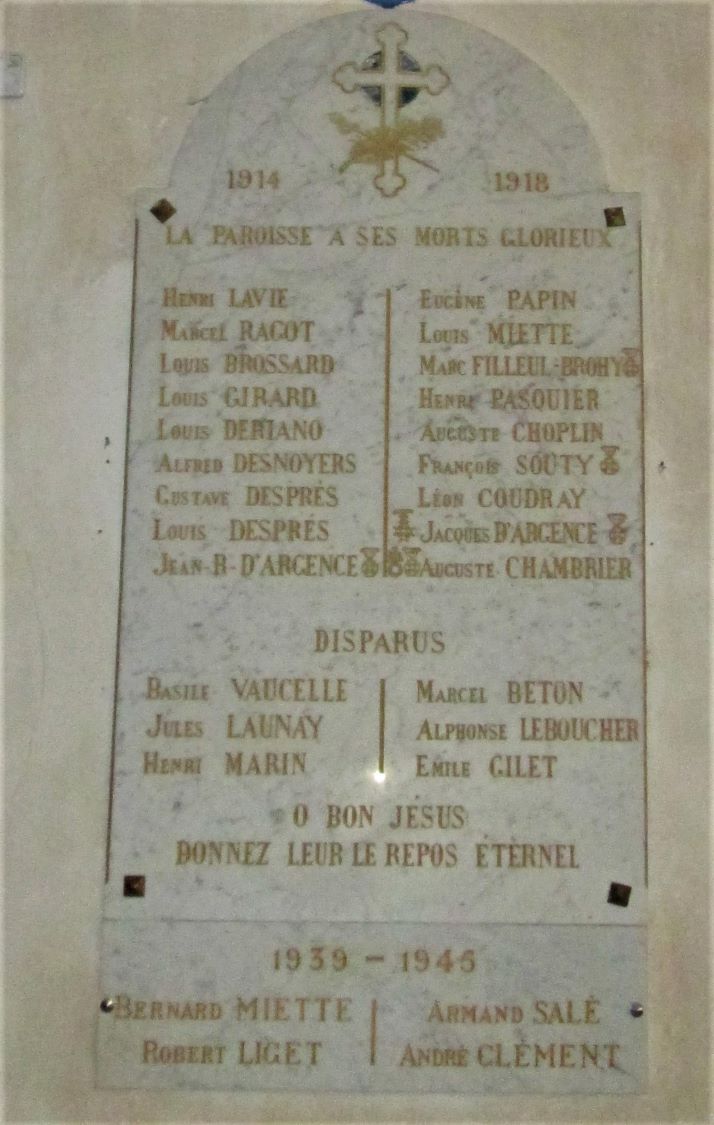 1914 1918
LA PAROISSE A SES MORTS GLORIEUX
HENRI LAVIE
MARCEL RAGOT
LOUIS BROSSARD
LOUIS GIRARD
LOUIS DERIANO
ALFRED DESNOYERS
GUSTAVE DESPRÉS
LOUIS DESPRÉS
JEAN-B-D'ARGENCE
EUGÈNE PAPIN
LOUIS MIETTE
MARC FILLEUL-BROHY
HENRI PASQUIER
AUGUSTE CHOPLIN
FRANÇOIS SOUTY
LÉON COUDRAY
JACQUES D'ARGENCE
AUGUSTE CHAMBRIER
DISPARUS
BASILE VAUCELLE
JULES LAUNAY
HENRI MARIN
MARCEL BETON
ALPHONSE LEBOUCHER
EMILE GILET
O BON JÉSUS
DONNEZ LEUR LE REPOS ÉTERNEL
1939 - 1945
BERNARD MIETTE
ROBERT LIGET
ARMAND SALÉ
ANDRÉ CLÉMENT